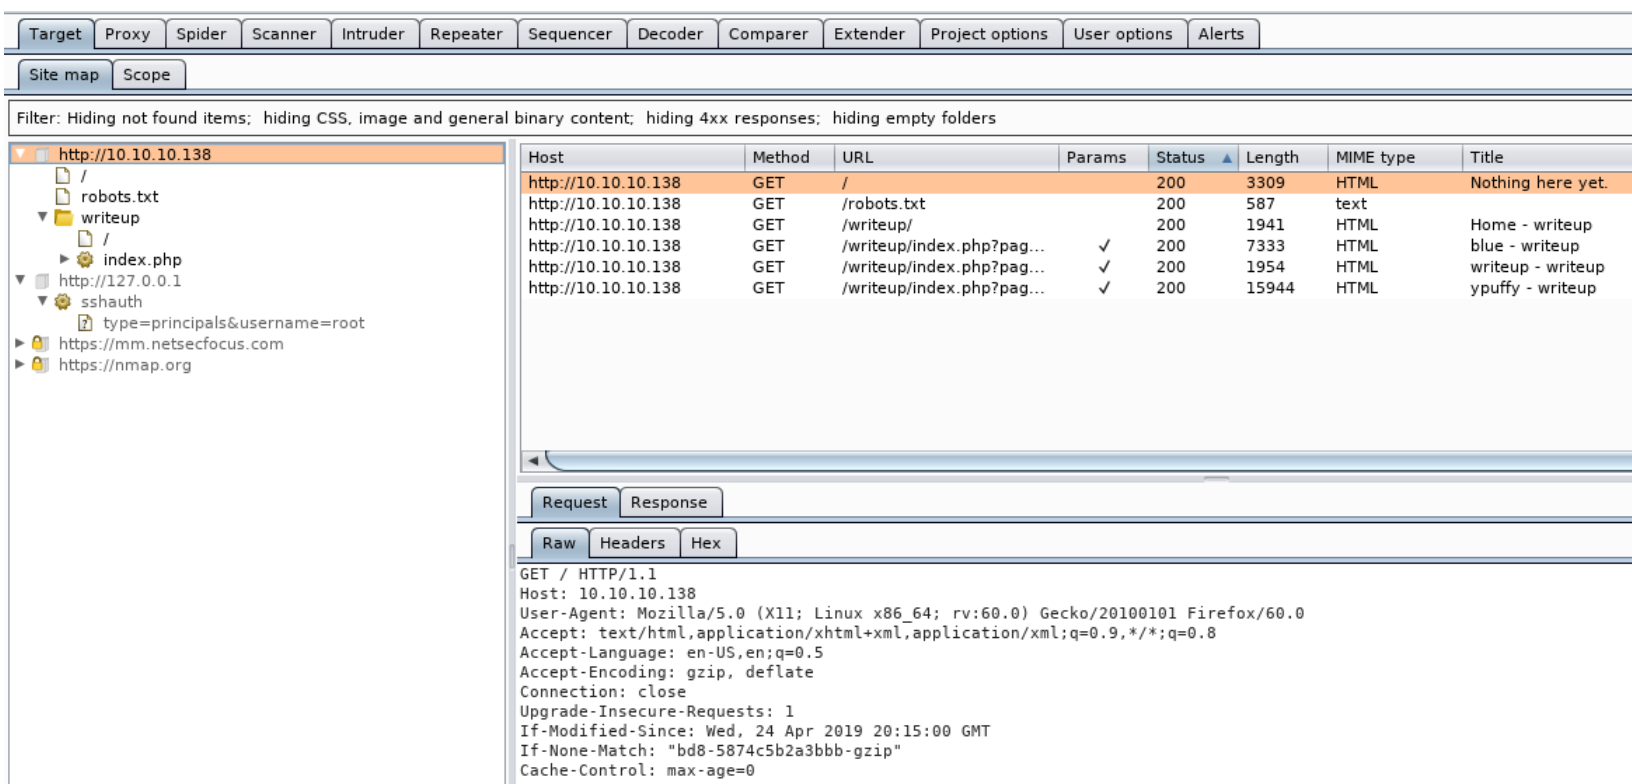 Target Proxy Spider Scanner Intruder Repeater Sequencer Decoder Comparer Extender Project options User options Alerts
Site map Scope
Filter: Hiding not found items; hiding CSS, image and general binary content; hiding 4xx responses; hiding empty folders
http://10.10.10.138
/
robots.txt
writeup
/
index.php
http://127.0.0.1
sshauth
type=principals&username=root
https://mm.netsecfocus.com
https://nmap.org
Host Method URL Params Status Length MIME type Title
http://10.10.10.138 GET / 200 3309 HTML Nothing here yet.
http://10.10.10.138 GET /robots.txt 200 587 text
http://10.10.10.138 GET /writeup/ 200 1941 HTML Home - writeup
http://10.10.10.138 GET /writeup/index.php?pag... ✓ 200 7333 HTML blue - writeup
http://10.10.10.138 GET /writeup/index.php?pag... ✓ 200 1954 HTML writeup - writeup
http://10.10.10.138 GET /writeup/index.php?pag... ✓ 200 15944 HTML ypuffy - writeup
Request Response
Raw Headers Hex
GET / HTTP/1.1
Host: 10.10.10.138
User-Agent: Mozilla/5.0 (X11; Linux x86_64; rv:60.0) Gecko/20100101 Firefox/60.0
Accept: text/html,application/xhtml+xml,application/xml;q=0.9,*/*;q=0.8
Accept-Language: en-US,en;q=0.5
Accept-Encoding: gzip, deflate
Connection: close
Upgrade-Insecure-Requests: 1
If-Modified-Since: Wed, 24 Apr 2019 20:15:00 GMT
If-None-Match: "bd8-5874c5b2a3bbb-gzip"
Cache-Control: max-age=0